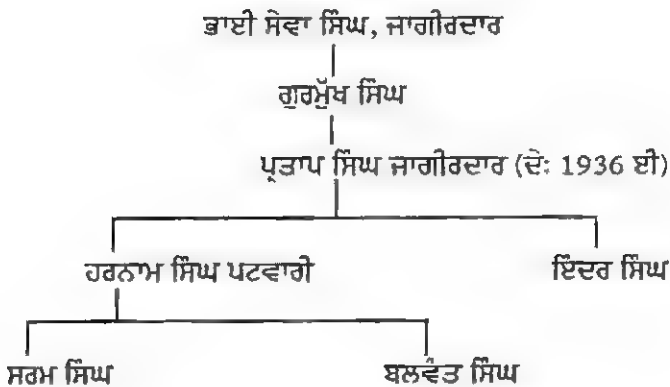 ਭਾਈ ਸੇਵਾ ਸਿੰਘ, ਜਾਗੀਰਦਾਰ
ਗੁਰਮੁੱਖ ਸਿੰਘ
ਪ੍ਰਤਾਪ ਸਿੰਘ ਜਾਗੀਰਦਾਰ (ਦੇਃ 1936 ਈ)
ਹਰਨਾਮ ਸਿੰਘ ਪਟਵਾਰੀ ਇੰਦਰ ਸਿੰਘ
ਸਰਮ ਸਿੰਘ ਬਲਵੰਤ ਸਿੰਘ